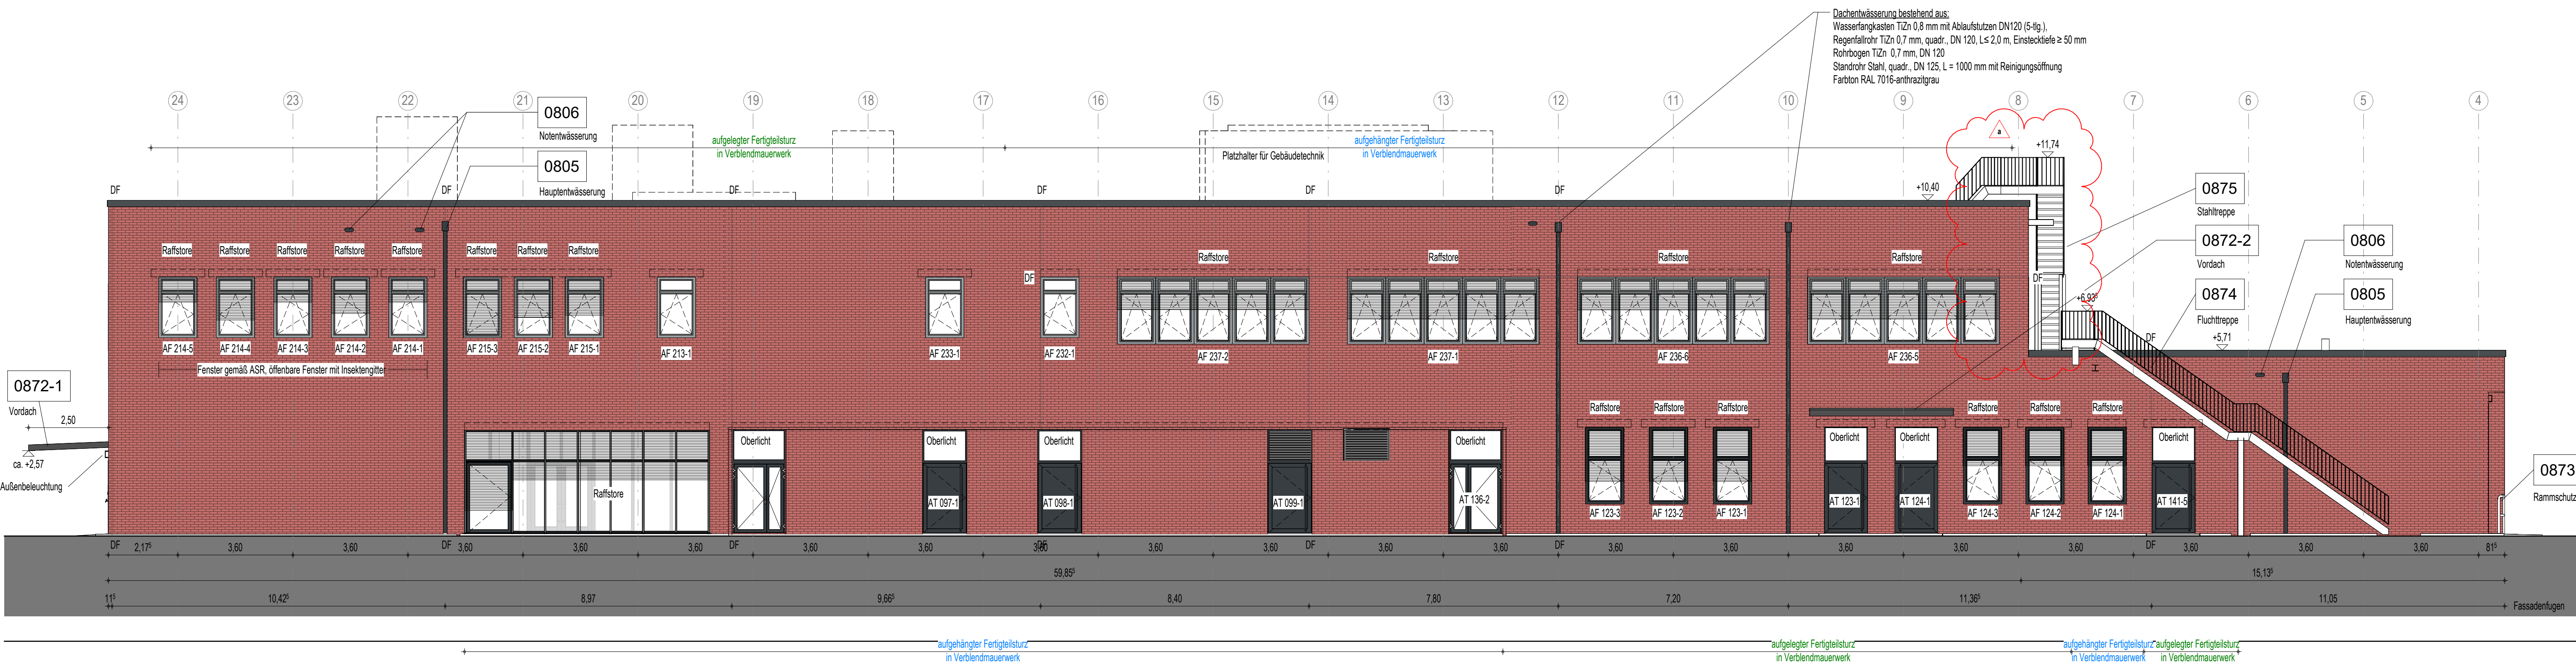 Dachentwässerung bestehend aus:
Wasserfangkasten TiZn 0,8 mm mit Ablaufstutzen DN120 (5-tlg.),
Regenfallrohr TiZn 0,7 mm, quadr., DN 120, L≤ 2,0 m, Einstecktiefe ≥ 50 mm
Rohrbogen TiZn 0,7 mm, DN 120
Standrohr Stahl, quadr., DN 125, L = 1000 mm mit Reinigungsöffnung
Farbton RAL 7016-anthrazitgrau
24 23 22 21 20 19 18 17 16 15 14 13 12 11 10 9 8 7 6 5 4
0806
Notentwässerung
0805
Hauptentwässerung
aufgelegter Fertigteilsturz
in Verblendmauerwerk
Platzhalter für Gebäudetechnik
aufgehängter Fertigteilsturz
in Verblendmauerwerk
a
+11,74
+10,40
DF DF DF DF DF DF
0875
Stahltreppe
0872-2
Vordach
0874
Fluchttreppe
+5,71
0806
Notentwässerung
0805
Hauptentwässerung
+6,93⁵
DF
DF
DF
Raffstore Raffstore Raffstore Raffstore Raffstore Raffstore Raffstore Raffstore Raffstore Raffstore Raffstore Raffstore
AF 214-5 AF 214-4 AF 214-3 AF 214-2 AF 214-1 AF 215-3 AF 215-2 AF 215-1 AF 213-1 AF 233-1 AF 232-1 AF 237-2 AF 237-1 AF 236-6 AF 236-5
Fenster gemäß ASR, öffenbare Fenster mit Insektengitter
0872-1
Vordach
2,50
ca. +2,57
Außenbeleuchtung
Raffstore Raffstore Raffstore Raffstore Raffstore Raffstore
Oberlicht Oberlicht Oberlicht Oberlicht Oberlicht Oberlicht Oberlicht
Raffstore
AT 097-1 AT 098-1 AT 099-1 AT 136-2 AT 123-1 AT 124-1 AT 141-5
AF 123-3 AF 123-2 AF 123-1 AF 124-3 AF 124-2 AF 124-1
0873
Rammschutz
DF DF DF DF DF DF DF
2,17⁵ 3,60 3,60 3,60 3,60 3,60 3,60 3,60 3,60 3,60 3,60 3,60 3,60 3,60 3,60 3,60 3,60 3,60 3,60 3,60 3,60 81⁵
59,85⁵ 15,13⁵
11⁵ 10,42⁵ 8,97 9,66⁵ 8,40 7,80 7,20 11,36⁵ 11,05 Fassadenfugen
aufgehängter Fertigteilsturz
in Verblendmauerwerk
aufgelegter Fertigteilsturz
in Verblendmauerwerk
aufgehängter Fertigteilsturz
in Verblendmauerwerk
aufgelegter Fertigteilsturz
in Verblendmauerwerk